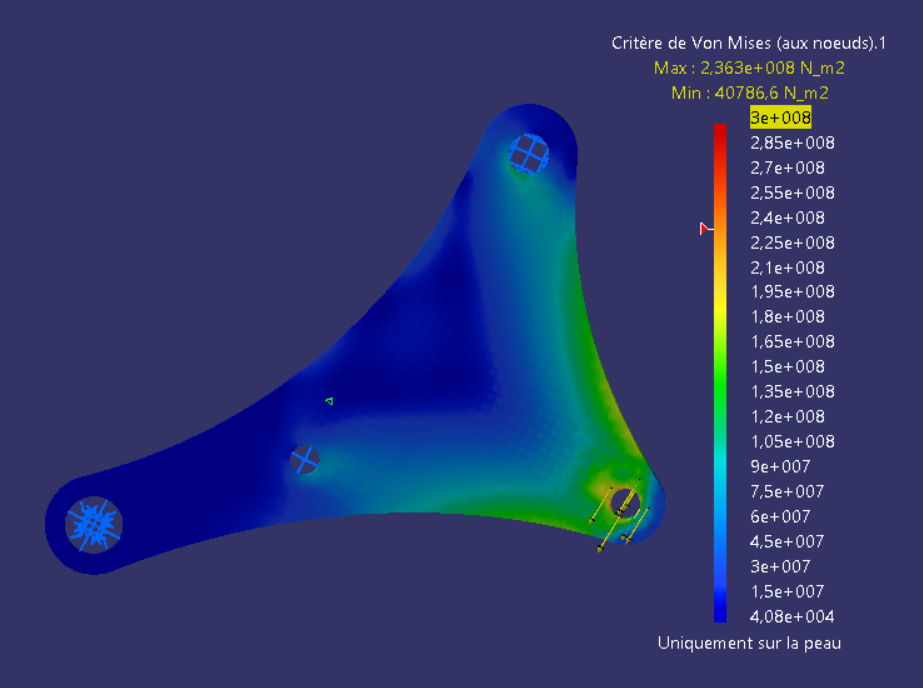 Critère de Von Mises (aux noeuds).1
Max : 2,363e+008 N_m2
Min : 40786,6 N_m2
3e+008
2,85e+008
2,7e+008
2,55e+008
2,4e+008
2,25e+008
2,1e+008
1,95e+008
1,8e+008
1,65e+008
1,5e+008
1,35e+008
1,2e+008
1,05e+008
9e+007
7,5e+007
6e+007
4,5e+007
3e+007
1,5e+007
4,08e+004
Uniquement sur la peau